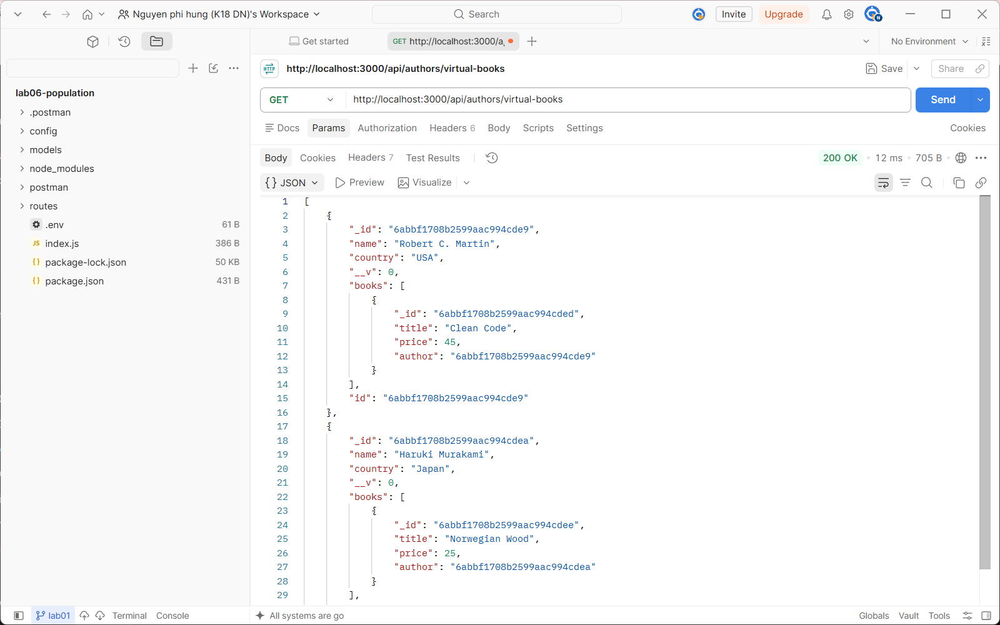 Nguyen phi hung (K18 DN)'s Workspace
Search
Invite
Upgrade
N
Get started
GET http://localhost:3000/a
No Environment
lab06-population
.postman
config
models
node_modules
postman
routes
.env 61 B
JS index.js 386 B
{} package-lock.json 50 KB
{} package.json 431 B
HTTP http://localhost:3000/api/authors/virtual-books
Save
Share
GET http://localhost:3000/api/authors/virtual-books
Send
Docs Params Authorization Headers 6 Body Scripts Settings Cookies
Body Cookies Headers 7 Test Results 200 OK • 12 ms • 705 B •
{} JSON Preview Visualize
1 [
2 {
3 "_id": "6abbf1708b2599aac994cde9",
4 "name": "Robert C. Martin",
5 "country": "USA",
6 "__v": 0,
7 "books": [
8 {
9 "_id": "6abbf1708b2599aac994cded",
10 "title": "Clean Code",
11 "price": 45,
12 "author": "6abbf1708b2599aac994cde9"
13 }
14 ],
15 "id": "6abbf1708b2599aac994cde9"
16 },
17 {
18 "_id": "6abbf1708b2599aac994cdea",
19 "name": "Haruki Murakami",
20 "country": "Japan",
21 "__v": 0,
22 "books": [
23 {
24 "_id": "6abbf1708b2599aac994cdee",
25 "title": "Norwegian Wood",
26 "price": 25,
27 "author": "6abbf1708b2599aac994cdea"
28 }
29 ],
lab01 Terminal Console All systems are go Globals Vault Tools